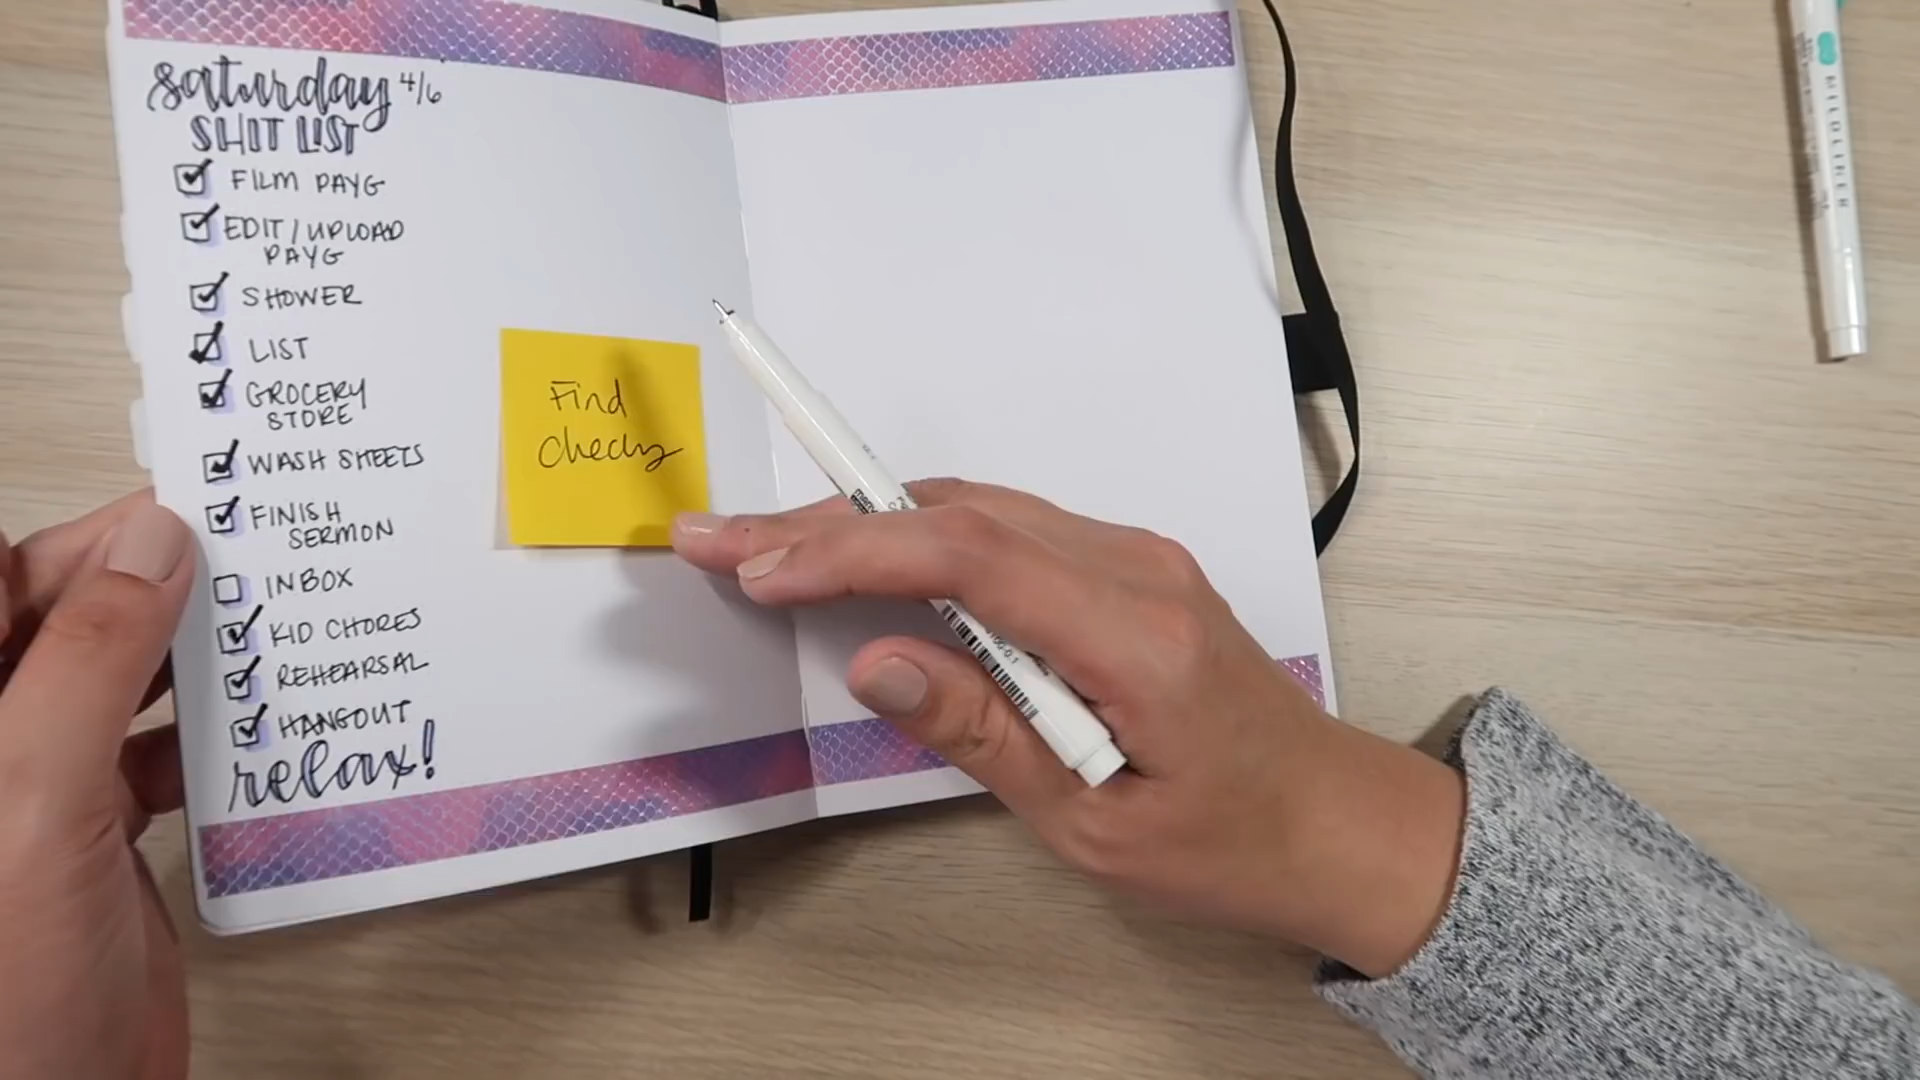 saturday 4/6
SHIT LIST
FILM PAYG
EDIT/UPLOAD
PAYG
SHOWER
LIST
GROCERY
STORE
WASH SHEETS
FINISH
SERMON
INBOX
KID CHORES
REHEARSAL
HANGOUT
relax!
Find